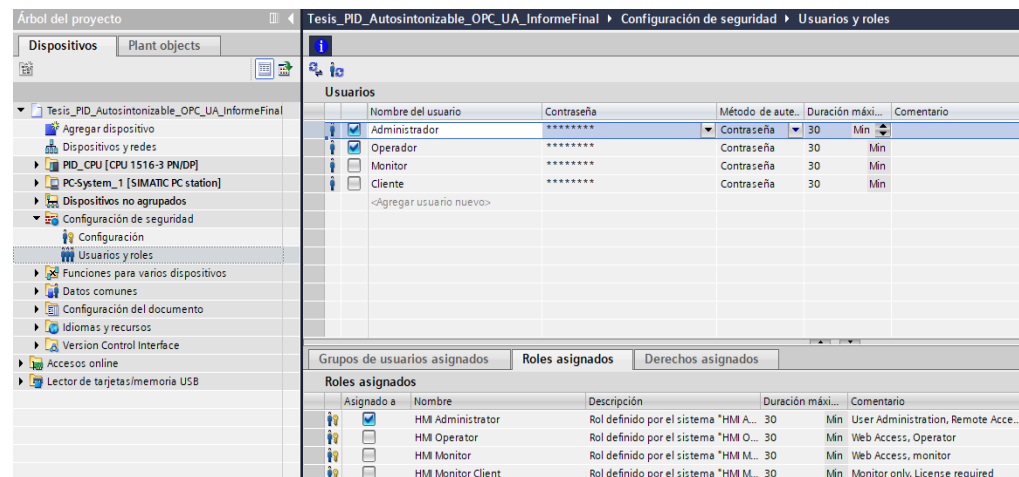 Árbol del proyecto
Dispositivos
Plant objects
Tesis_PID_Autosintonizable_OPC_UA_InformeFinal
Agregar dispositivo
Dispositivos y redes
PID_CPU [CPU 1516-3 PN/DP]
PC-System_1 [SIMATIC PC station]
Dispositivos no agrupados
Configuración de seguridad
Configuración
Usuarios y roles
Funciones para varios dispositivos
Datos comunes
Configuración del documento
Idiomas y recursos
Version Control Interface
Accesos online
Lector de tarjetas/memoria USB
Tesis_PID_Autosintonizable_OPC_UA_InformeFinal Configuración de seguridad Usuarios y roles
Usuarios
Nombre del usuario Contraseña Método de aute.. Duración máxi... Comentario
Administrador ******** Contraseña 30 Min
Operador ******** Contraseña 30 Min
Monitor ******** Contraseña 30 Min
Cliente ******** Contraseña 30 Min
<Agregar usuario nuevo>
Grupos de usuarios asignados Roles asignados Derechos asignados
Roles asignados
Asignado a Nombre Descripción Duración máxi... Comentario
HMI Administrator Rol definido por el sistema "HMI A... 30 Min User Administration, Remote Acce...
HMI Operator Rol definido por el sistema "HMI O... 30 Min Web Access, Operator
HMI Monitor Rol definido por el sistema "HMI M... 30 Min Web Access, monitor
HMI Monitor Client Rol definido por el sistema "HMI M... 30 Min Monitor only, License required